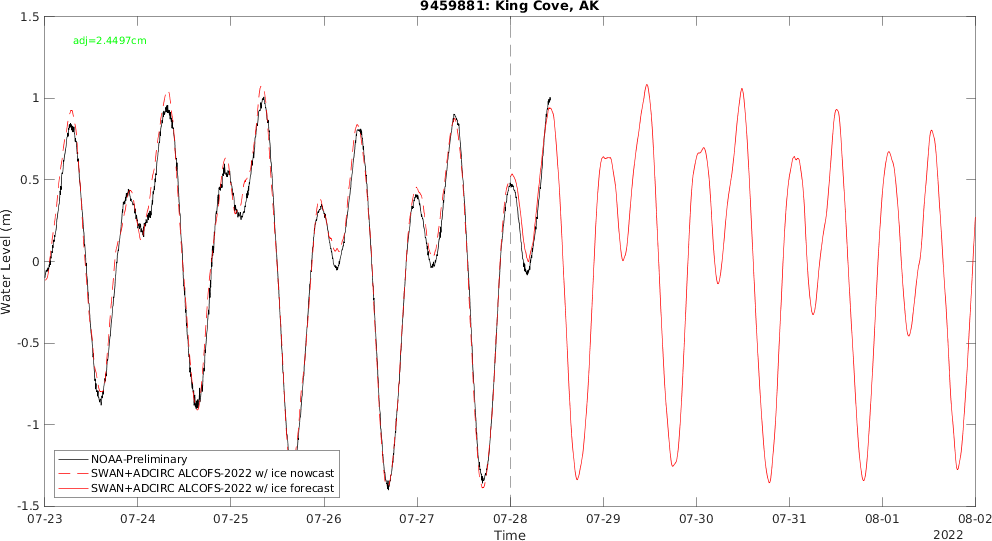 9459881: King Cove, AK
adj=2.4497cm
Water Level (m)
1.5
1
0.5
0
-0.5
-1
-1.5
NOAA-Preliminary
SWAN+ADCIRC ALCOFS-2022 w/ ice nowcast
SWAN+ADCIRC ALCOFS-2022 w/ ice forecast
07-23 07-24 07-25 07-26 07-27 07-28 07-29 07-30 07-31 08-01 08-02
Time
2022